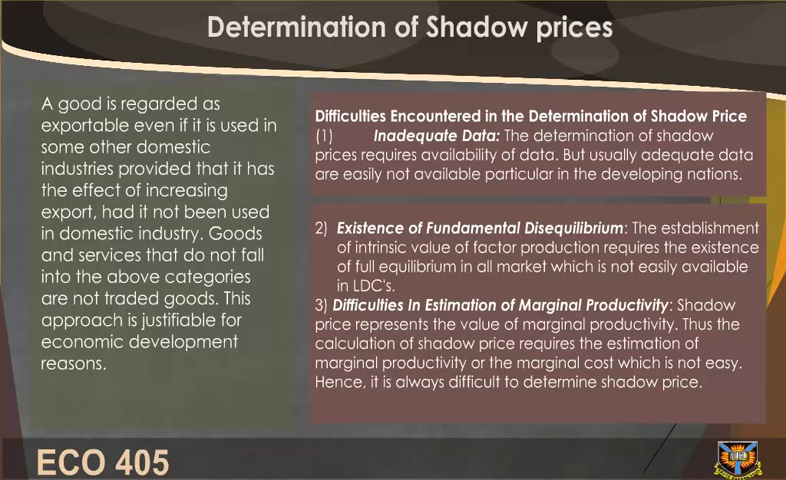 Determination of Shadow prices
A good is regarded as
exportable even if it is used in
some other domestic
industries provided that it has
the effect of increasing
export, had it not been used
in domestic industry. Goods
and services that do not fall
into the above categories
are not traded goods. This
approach is justifiable for
economic development
reasons.
Difficulties Encountered in the Determination of Shadow Price
(1) Inadequate Data: The determination of shadow
prices requires availability of data. But usually adequate data
are easily not available particular in the developing nations.
2) Existence of Fundamental Disequilibrium: The establishment
of intrinsic value of factor production requires the existence
of full equilibrium in all market which is not easily available
in LDC's.
3) Difficulties In Estimation of Marginal Productivity: Shadow
price represents the value of marginal productivity. Thus the
calculation of shadow price requires the estimation of
marginal productivity or the marginal cost which is not easy.
Hence, it is always difficult to determine shadow price.
ECO 405